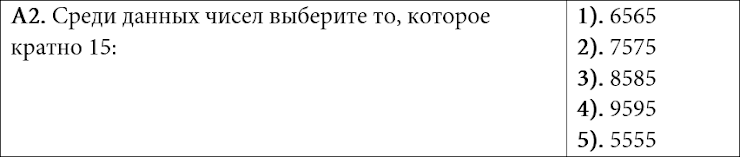 А2. Среди данных чисел выберите то, которое
кратно 15:
1). 6565
2). 7575
3). 8585
4). 9595
5). 5555